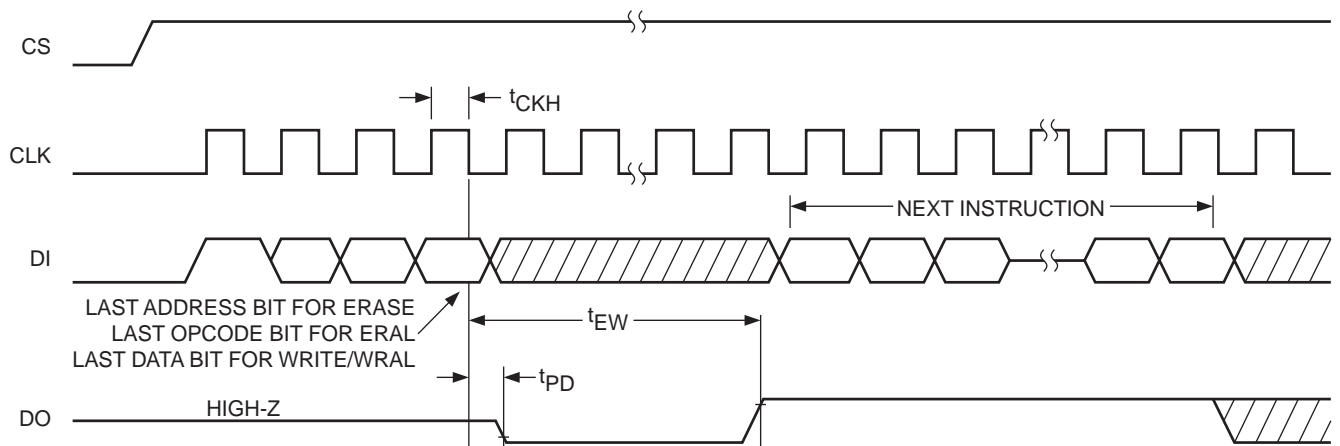 CS
tCKH
CLK
NEXT INSTRUCTION
DI
LAST ADDRESS BIT FOR ERASE
LAST OPCODE BIT FOR ERAL
LAST DATA BIT FOR WRITE/WRAL
tEW
tPD
HIGH-Z
DO